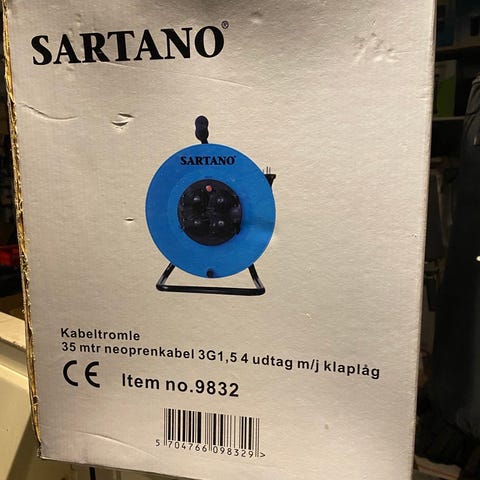 SARTANO®
SARTANO
Kabeltromle
35 mtr neoprenkabel 3G1,5 4 udtag m/j klaplåg
CE Item no.9832
5 704766 098329>